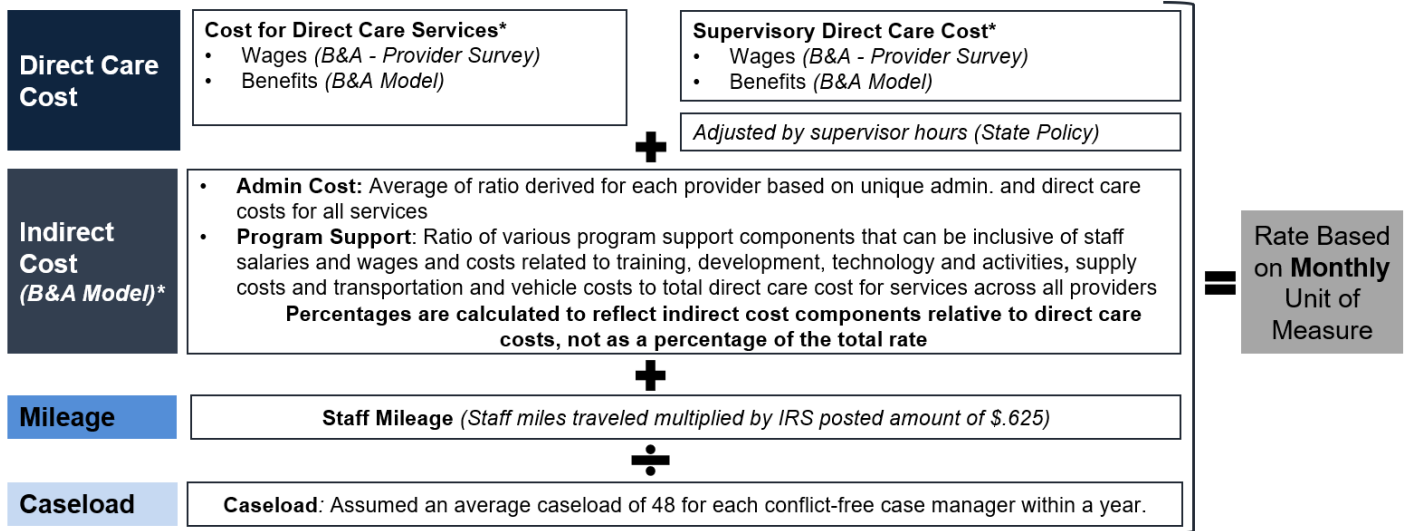 Direct Care
Cost
Cost for Direct Care Services*
• Wages (B&A - Provider Survey)
• Benefits (B&A Model)
Supervisory Direct Care Cost*
• Wages (B&A - Provider Survey)
• Benefits (B&A Model)
Adjusted by supervisor hours (State Policy)
+
Indirect
Cost
(B&A Model)*
• Admin Cost: Average of ratio derived for each provider based on unique admin. and direct care
costs for all services
• Program Support: Ratio of various program support components that can be inclusive of staff
salaries and wages and costs related to training, development, technology and activities, supply
costs and transportation and vehicle costs to total direct care cost for services across all providers
Percentages are calculated to reflect indirect cost components relative to direct care
costs, not as a percentage of the total rate
+
Mileage
Staff Mileage (Staff miles traveled multiplied by IRS posted amount of $.625)
÷
Caseload
Caseload: Assumed an average caseload of 48 for each conflict-free case manager within a year.
=
Rate Based
on Monthly
Unit of
Measure